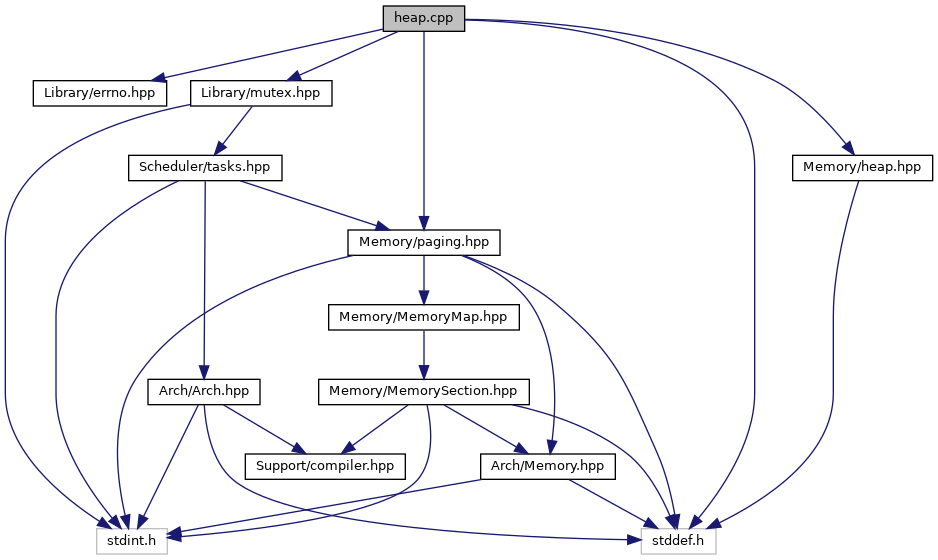 heap.cpp
Library/errno.hpp
Library/mutex.hpp
Scheduler/tasks.hpp
Memory/heap.hpp
Memory/paging.hpp
Memory/MemoryMap.hpp
Arch/Arch.hpp
Memory/MemorySection.hpp
Support/compiler.hpp
Arch/Memory.hpp
stdint.h
stddef.h